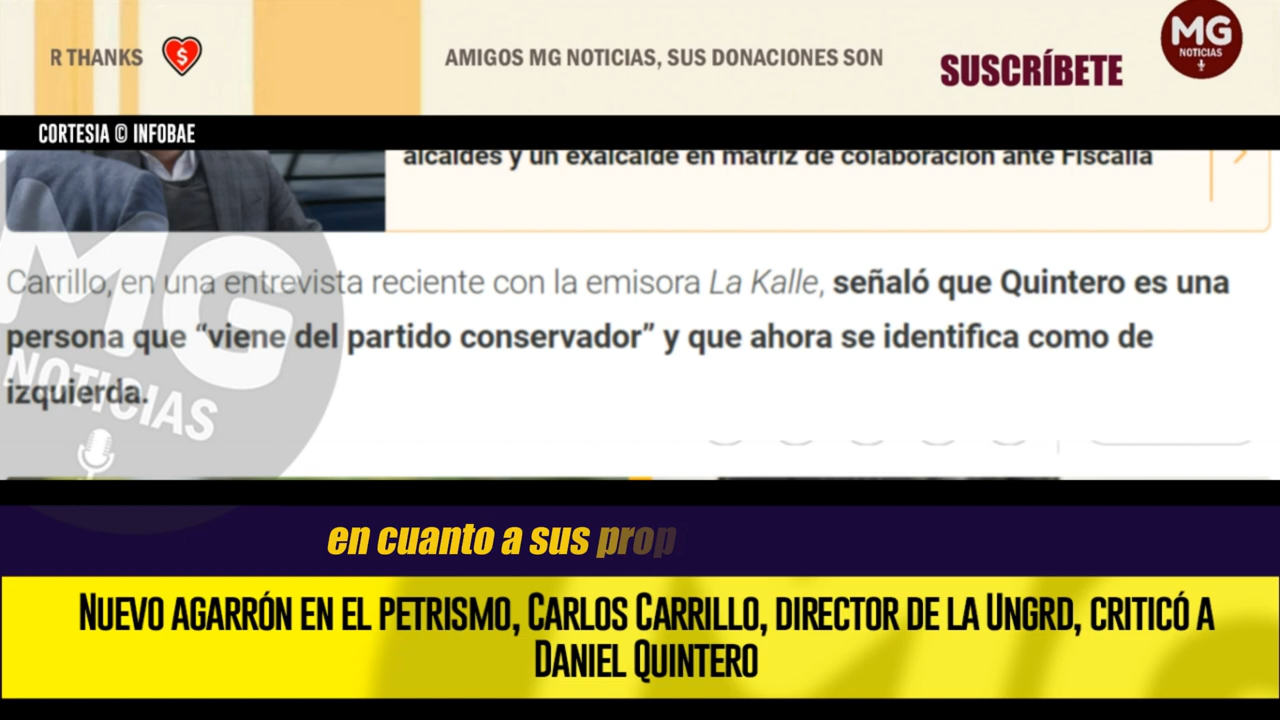 R THANKS
AMIGOS MG NOTICIAS, SUS DONACIONES SON
SUSCRÍBETE
MG
NOTICIAS
CORTESIA © INFOBAE
alcaldes y un exalcalde en matriz de colaboración ante Fiscalía
Carrillo, en una entrevista reciente con la emisora La Kalle, señaló que Quintero es una
persona que “viene del partido conservador” y que ahora se identifica como de
izquierda.
MG
NOTICIAS
en cuanto a sus prop
NUEVO AGARRÓN EN EL PETRISMO, CARLOS CARRILLO, DIRECTOR DE LA UNGRD, CRITICÓ A
DANIEL QUINTERO